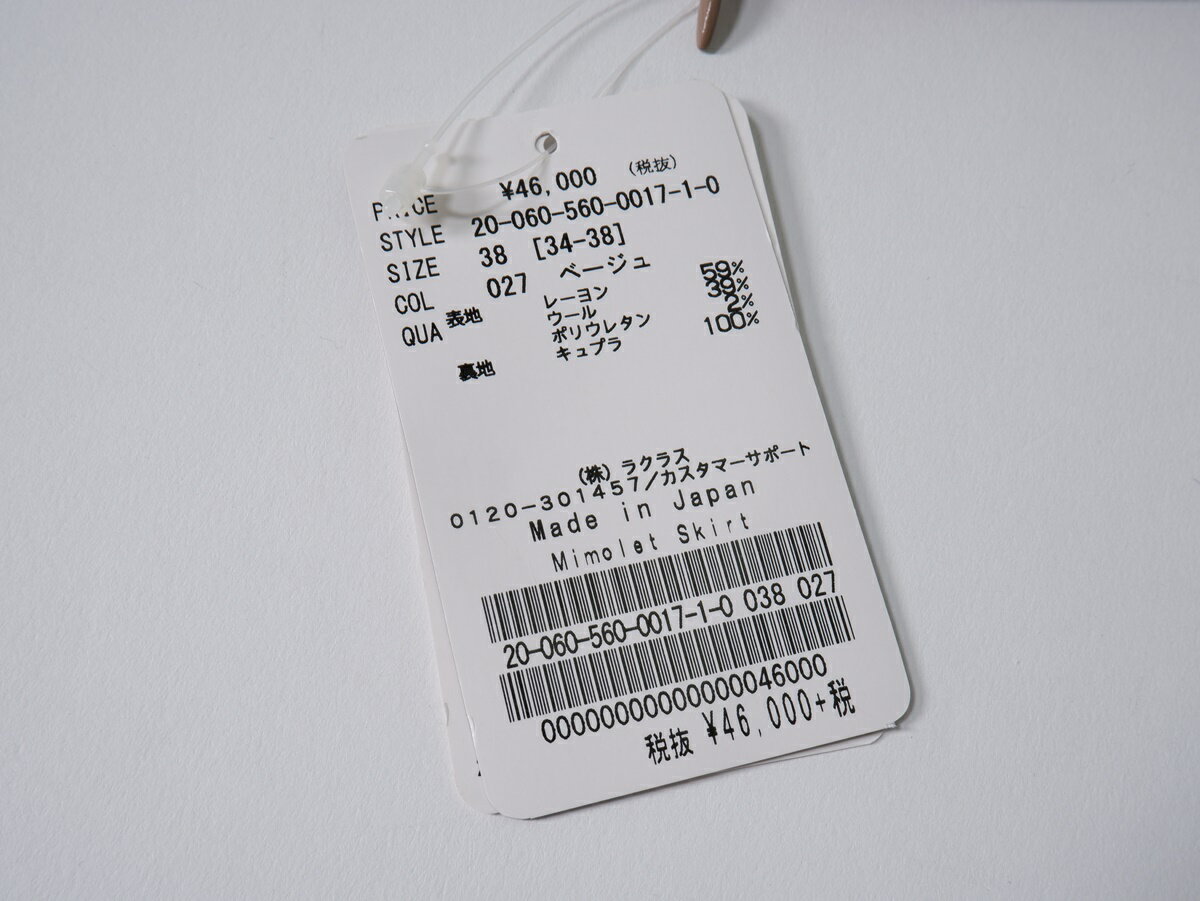 PRICE ¥46,000 (税抜)
STYLE 20-060-560-0017-1-0
SIZE 38 [34-38]
COL 027 ベージュ
QUA 表地 レーヨン 59%
ウール 39%
ポリウレタン 2%
裏地 キュプラ 100%
(株) ラクラス
0120-301457/カスタマーサポート
Made in Japan
Mimolet Skirt
20-060-560-0017-1-0 038 027
0000000000000046000
税抜 ¥46,000+税